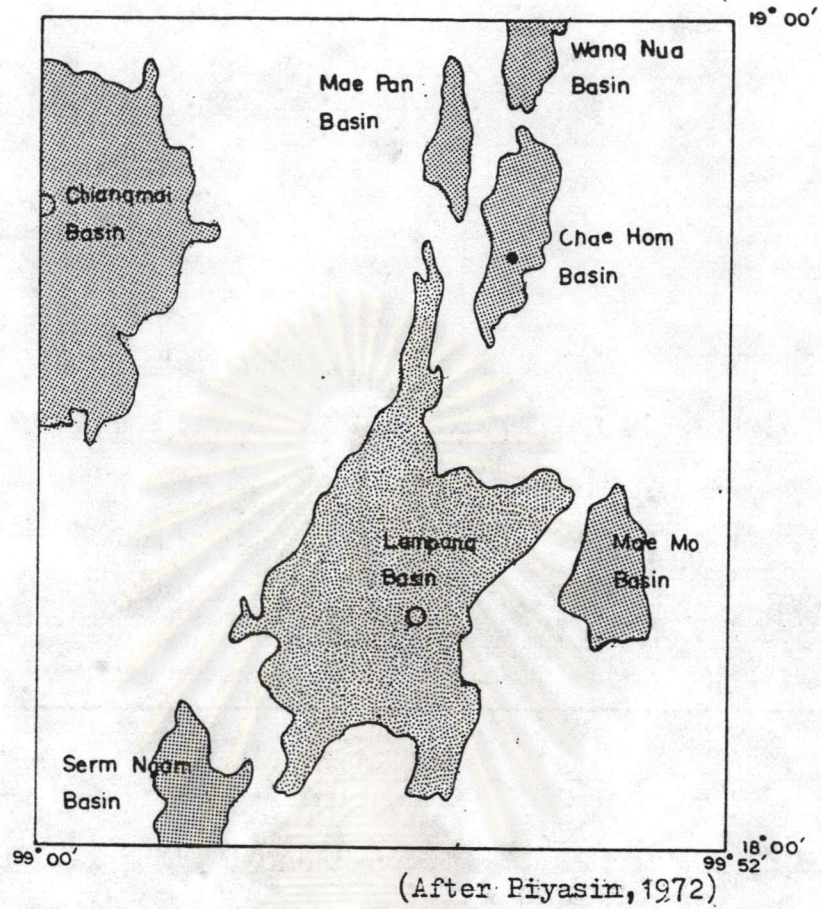 19° 00′
Wang Nua
Basin
Mae Pan
Basin
Chiangmai
Basin
Chae Hom
Basin
Lampang
Basin
Mae Mo
Basin
Serm Ngam
Basin
99° 00′
18° 00′
99° 52′
(After Piyasin, 1972)